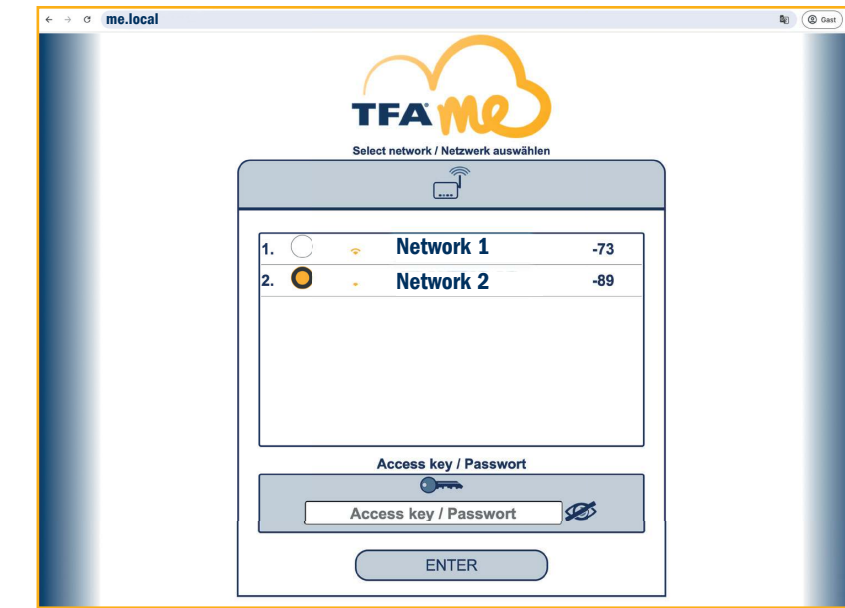 me.local
Gast
TFA me
Select network / Netzwerk auswählen
1. Network 1 -73
2. Network 2 -89
Access key / Passwort
Access key / Passwort
ENTER